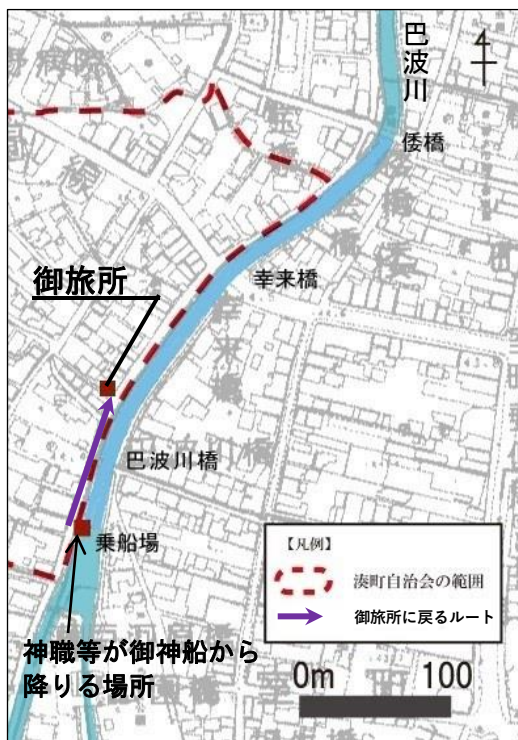 巴波川
倭橋
幸来橋
御旅所
巴波川橋
乗船場
【凡例】
湊町自治会の範囲
御旅所に戻るルート
神職等が御神船から
降りる場所
0m 100